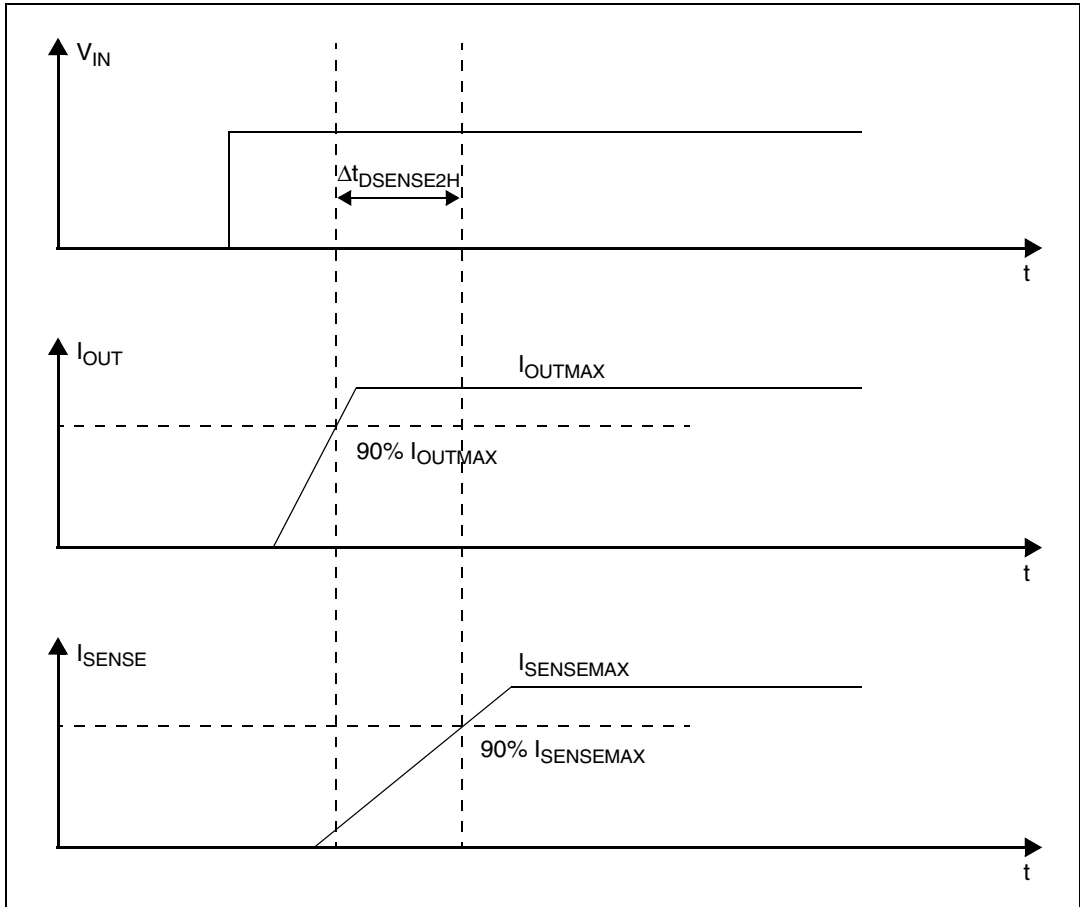 V_IN
Δt_DSENSE2H
t
I_OUT
I_OUTMAX
90% I_OUTMAX
t
I_SENSE
I_SENSEMAX
90% I_SENSEMAX
t